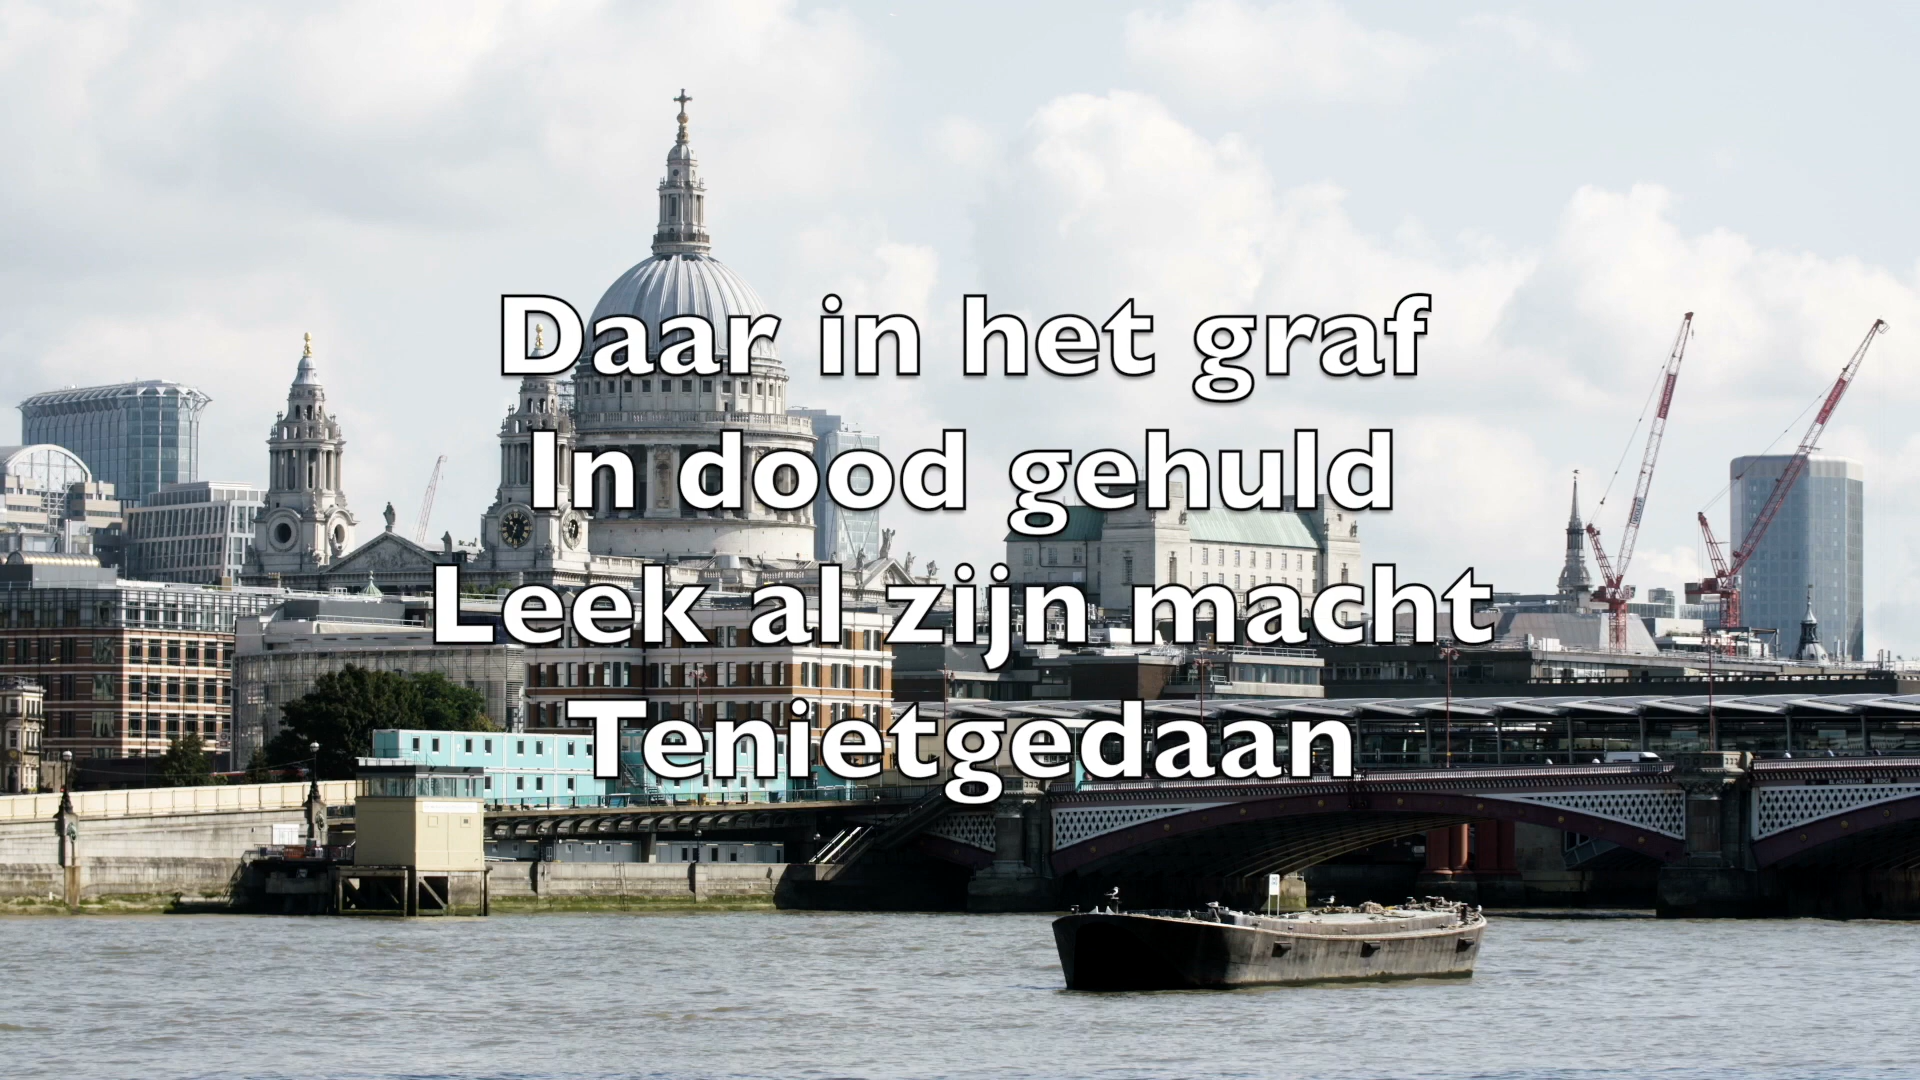 Daar in het graf
In dood gehuld
Leek al zijn macht
Tenietgedaan